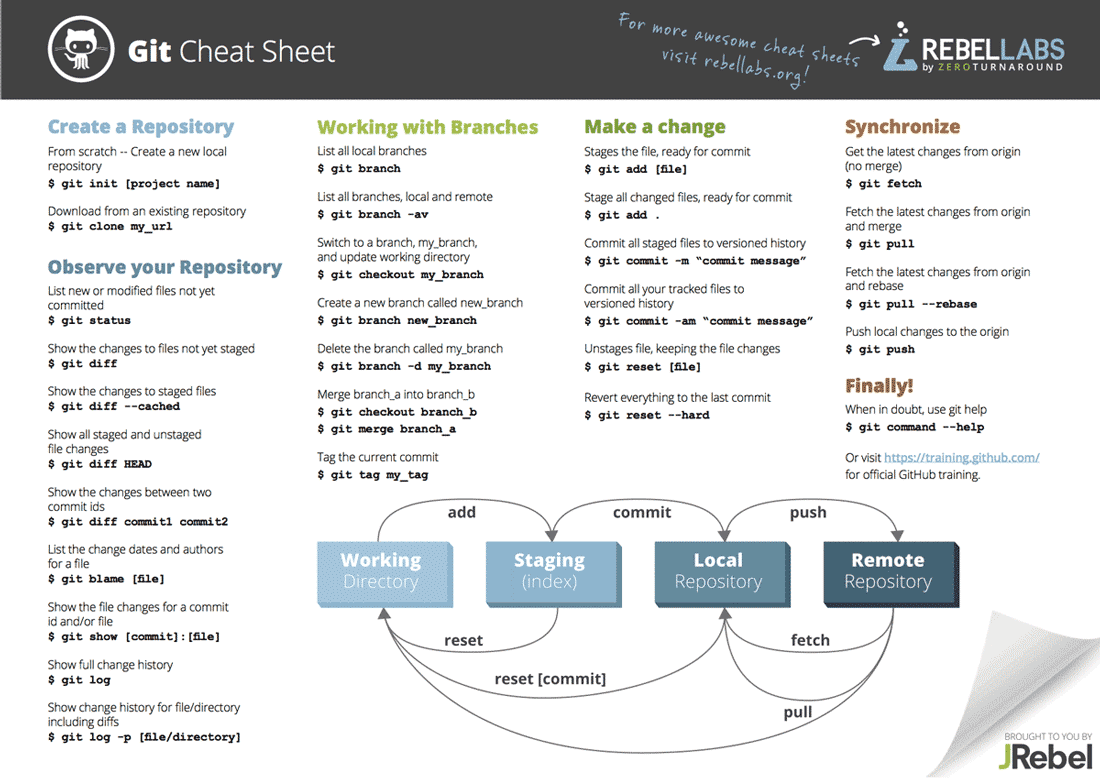 Git Cheat Sheet
For more awesome cheat sheets
visit rebellabs.org!
REBELLABS
by ZEROTURNAROUND
Create a Repository
From scratch -- Create a new local
repository
$ git init [project name]
Download from an existing repository
$ git clone my_url
Observe your Repository
List new or modified files not yet
committed
$ git status
Show the changes to files not yet staged
$ git diff
Show the changes to staged files
$ git diff --cached
Show all staged and unstaged
file changes
$ git diff HEAD
Show the changes between two
commit ids
$ git diff commit1 commit2
List the change dates and authors
for a file
$ git blame [file]
Show the file changes for a commit
id and/or file
$ git show [commit]:[file]
Show full change history
$ git log
Show change history for file/directory
including diffs
$ git log -p [file/directory]
Working with Branches
List all local branches
$ git branch
List all branches, local and remote
$ git branch -av
Switch to a branch, my_branch,
and update working directory
$ git checkout my_branch
Create a new branch called new_branch
$ git branch new_branch
Delete the branch called my_branch
$ git branch -d my_branch
Merge branch_a into branch_b
$ git checkout branch_b
$ git merge branch_a
Tag the current commit
$ git tag my_tag
Make a change
Stages the file, ready for commit
$ git add [file]
Stage all changed files, ready for commit
$ git add .
Commit all staged files to versioned history
$ git commit -m “commit message”
Commit all your tracked files to
versioned history
$ git commit -am “commit message”
Unstages file, keeping the file changes
$ git reset [file]
Revert everything to the last commit
$ git reset --hard
Synchronize
Get the latest changes from origin
(no merge)
$ git fetch
Fetch the latest changes from origin
and merge
$ git pull
Fetch the latest changes from origin
and rebase
$ git pull --rebase
Push local changes to the origin
$ git push
Finally!
When in doubt, use git help
$ git command --help
Or visit https://training.github.com/
for official GitHub training.
add
commit
push
Working
Directory
Staging
(index)
Local
Repository
Remote
Repository
reset
fetch
reset [commit]
pull
BROUGHT TO YOU BY
JRebel